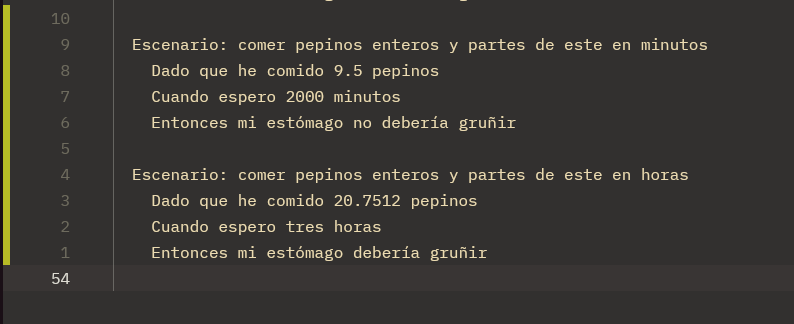 10
9 Escenario: comer pepinos enteros y partes de este en minutos
8 Dado que he comido 9.5 pepinos
7 Cuando espero 2000 minutos
6 Entonces mi estómago no debería gruñir
5
4 Escenario: comer pepinos enteros y partes de este en horas
3 Dado que he comido 20.7512 pepinos
2 Cuando espero tres horas
1 Entonces mi estómago debería gruñir
54